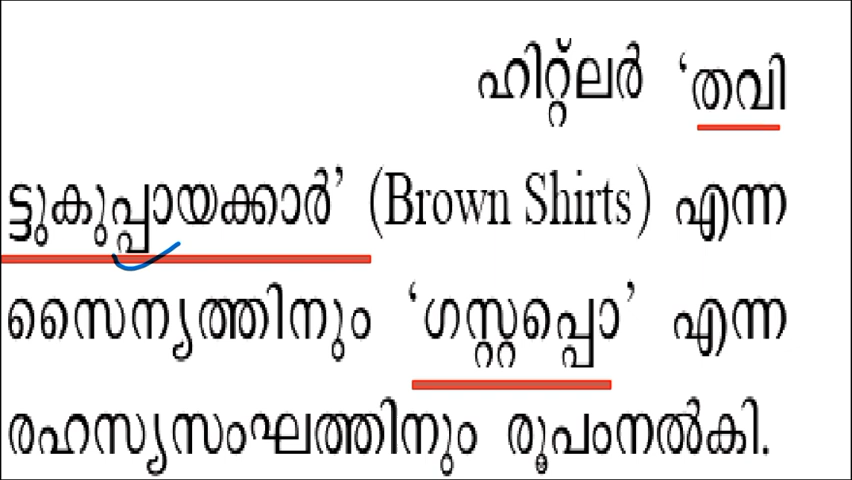 ഹിറ്റ്ലർ ‘തവി
ട്ടുകുപ്പായക്കാർ’ (Brown Shirts) എന്ന
സൈന്യത്തിനും ‘ഗസ്റ്റപ്പൊ’ എന്ന
രഹസ്യസംഘത്തിനും രൂപംനൽകി.